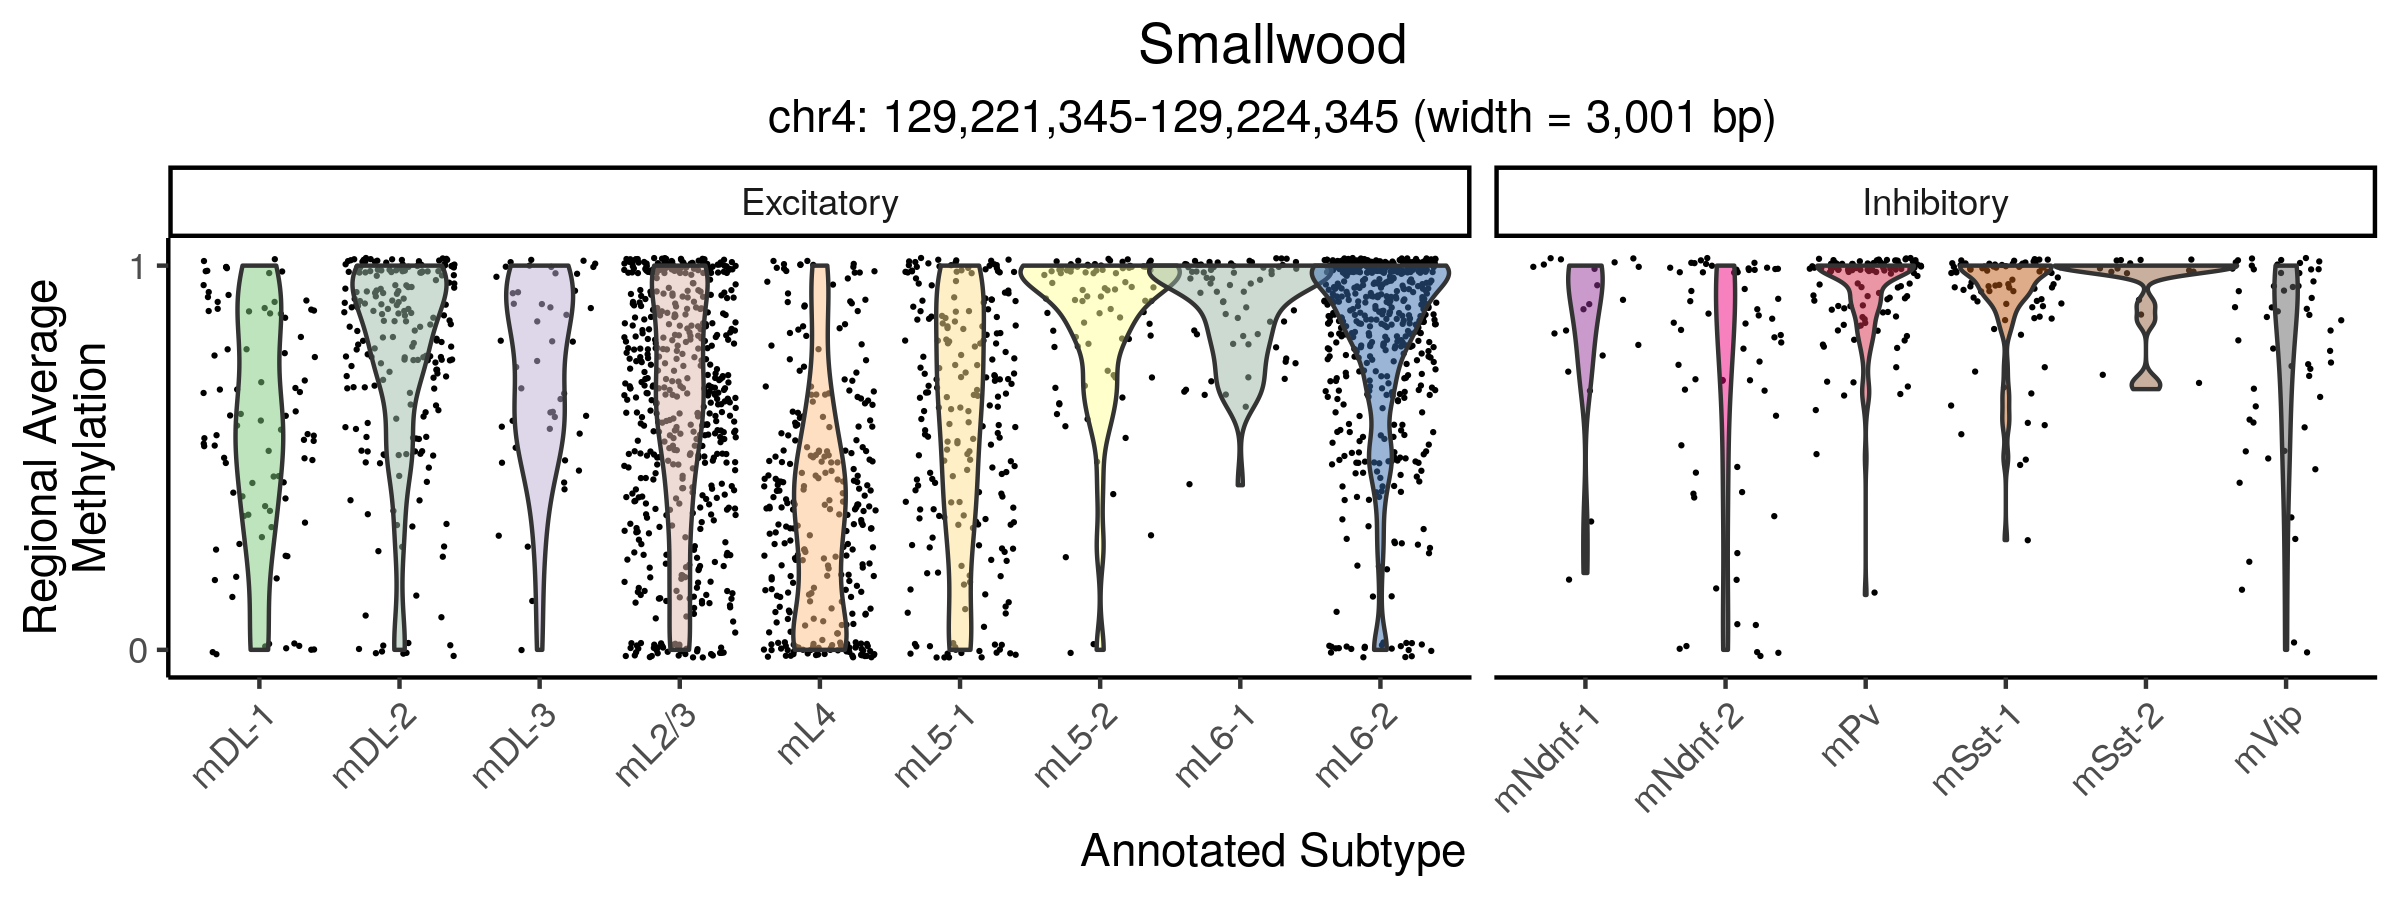 Smallwood
chr4: 129,221,345-129,224,345 (width = 3,001 bp)
Excitatory
Inhibitory
Regional Average
Methylation
1
0
mDL-1
mDL-2
mDL-3
mL2/3
mL4
mL5-1
mL5-2
mL6-1
mL6-2
mNdnf-1
mNdnf-2
mPv
mSst-1
mSst-2
mVip
Annotated Subtype